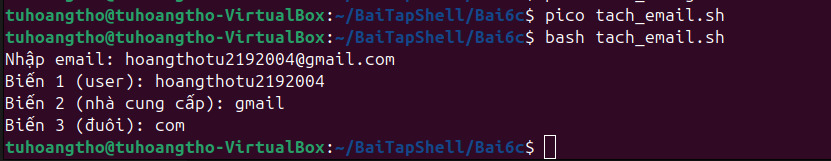 tuhoangtho@tuhoangtho-VirtualBox:~/BaiTapShell/Bai6c$ pico tach_email.sh
tuhoangtho@tuhoangtho-VirtualBox:~/BaiTapShell/Bai6c$ bash tach_email.sh
Nhập email: hoangthotu2192004@gmail.com
Biến 1 (user): hoangthotu2192004
Biến 2 (nhà cung cấp): gmail
Biến 3 (đuôi): com
tuhoangtho@tuhoangtho-VirtualBox:~/BaiTapShell/Bai6c$